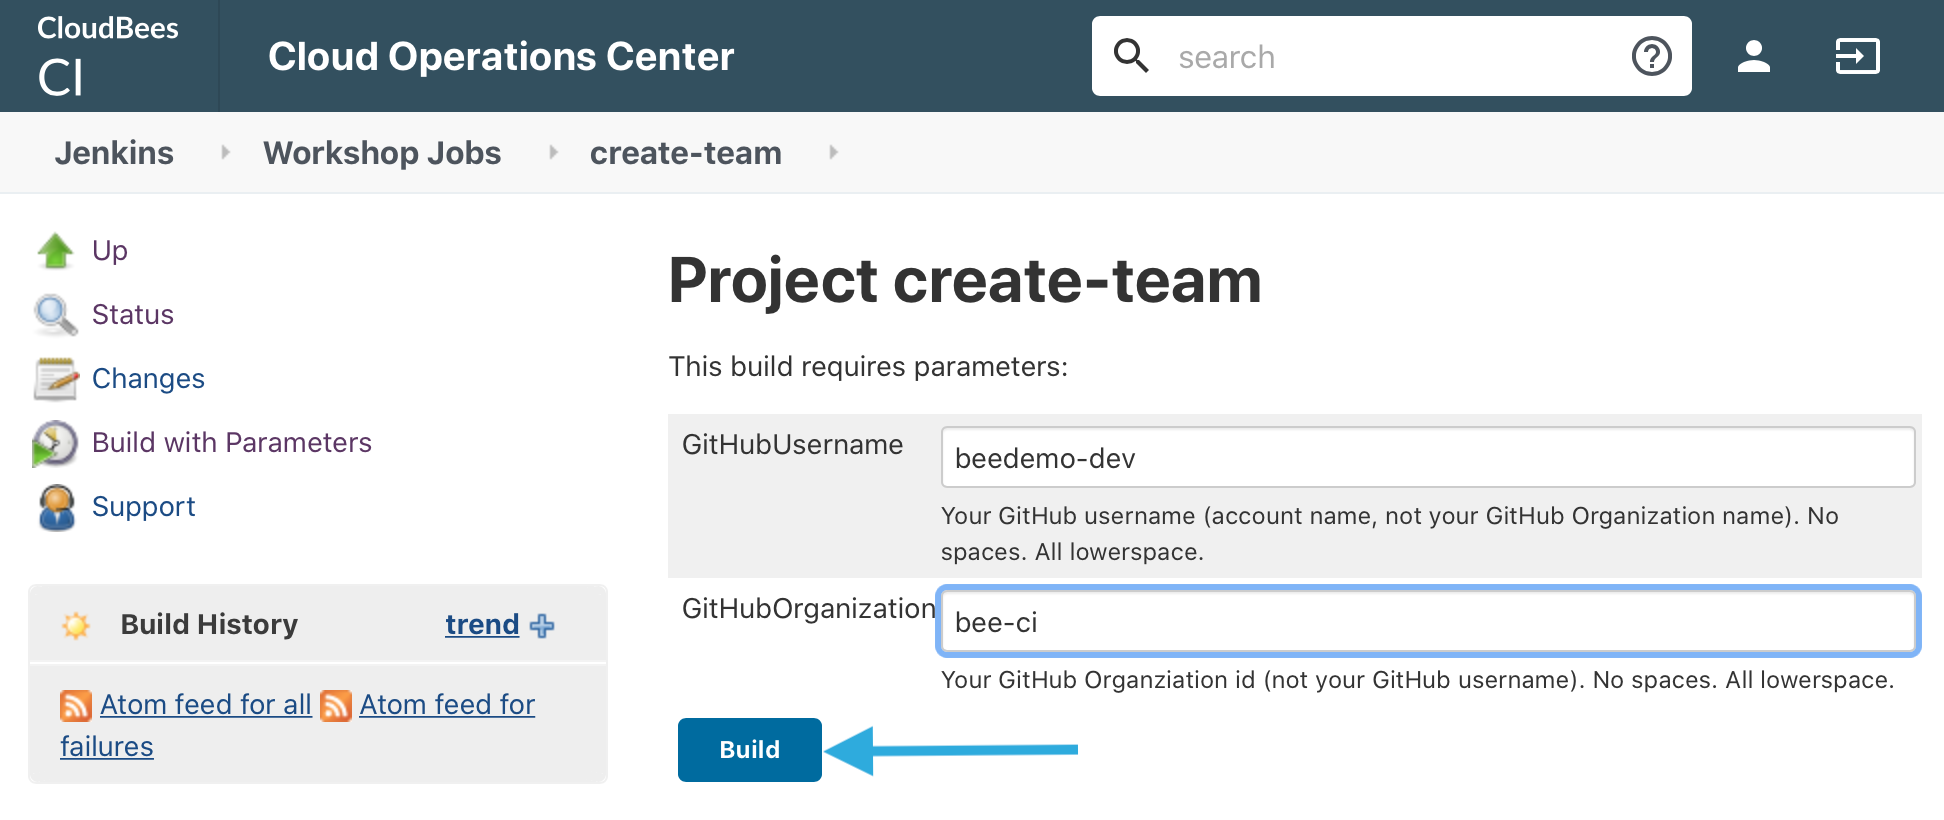 CloudBees
CI
Cloud Operations Center
search
Jenkins
Workshop Jobs
create-team
Up
Status
Changes
Build with Parameters
Support
Build History
trend
Atom feed for all
Atom feed for
failures
Project create-team
This build requires parameters:
GitHubUsername
beedemo-dev
Your GitHub username (account name, not your GitHub Organization name). No
spaces. All lowerspace.
GitHubOrganization
bee-ci
Your GitHub Organziation id (not your GitHub username). No spaces. All lowerspace.
Build